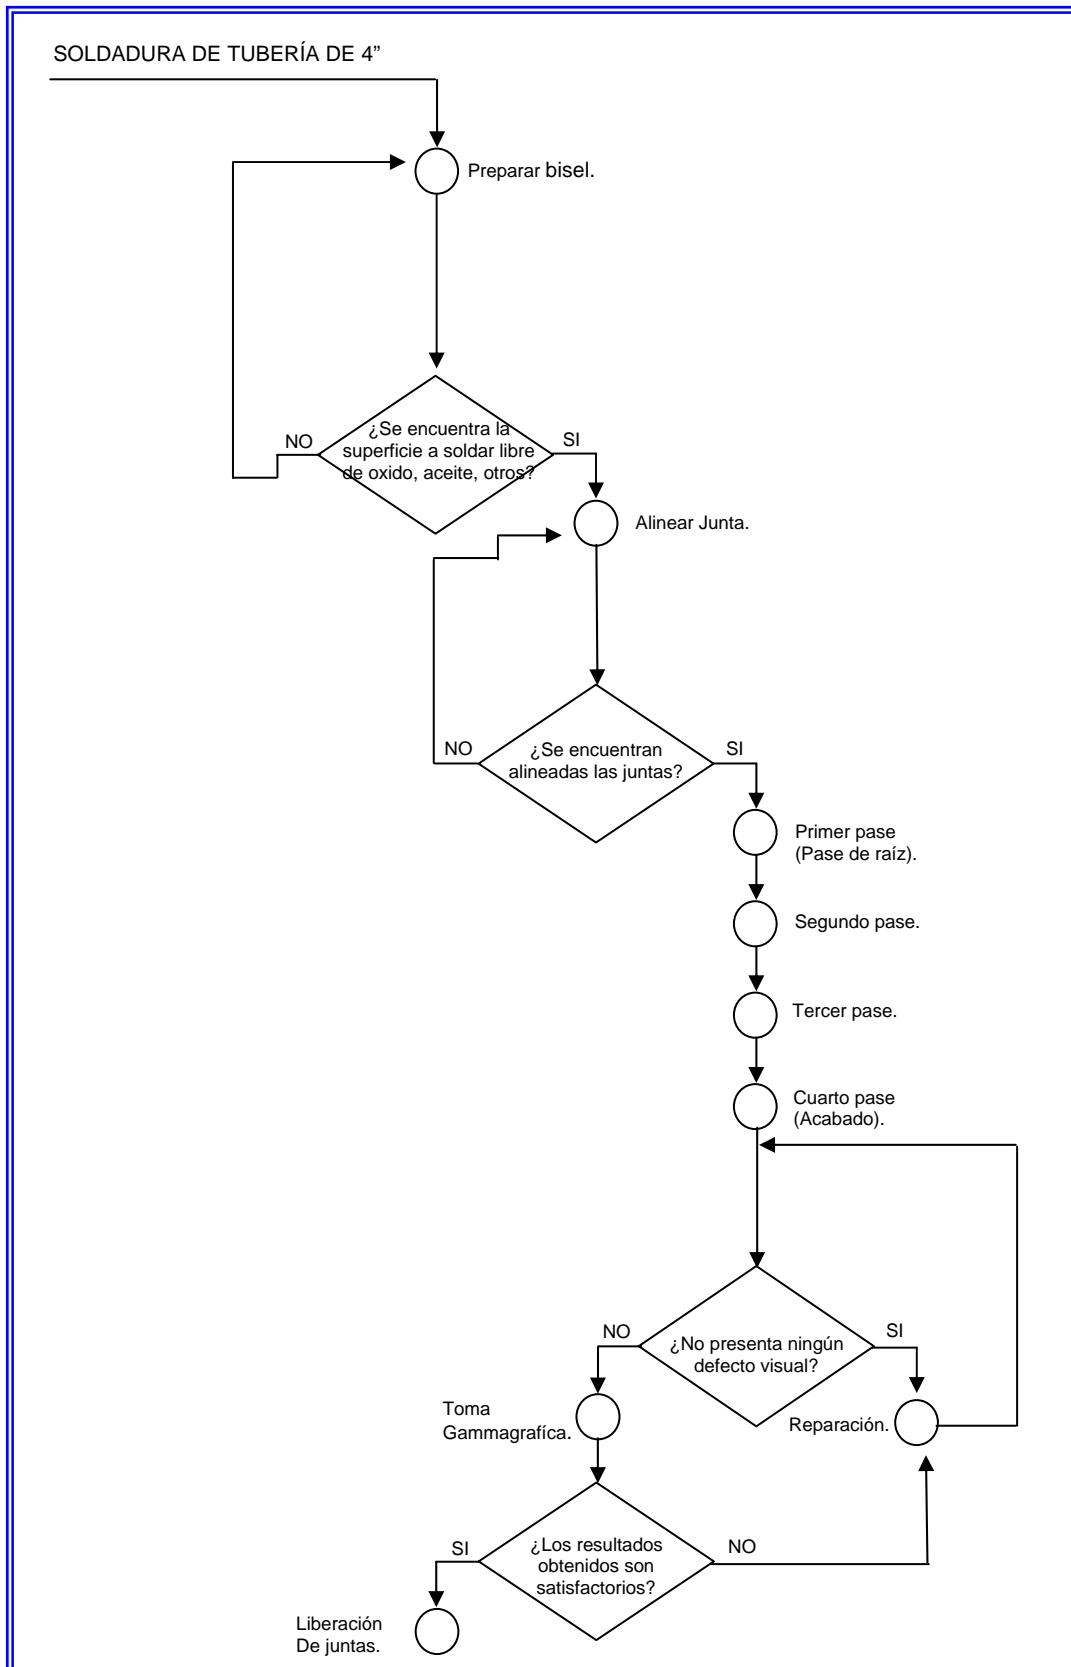 SOLDADURA DE TUBERÍA DE 4”
Preparar bisel.
¿Se encuentra la
superficie a soldar libre
de oxido, aceite, otros?
NO
SI
Alinear Junta.
¿Se encuentran
alineadas las juntas?
NO
SI
Primer pase
(Pase de raíz).
Segundo pase.
Tercer pase.
Cuarto pase
(Acabado).
¿No presenta ningún
defecto visual?
NO
SI
Toma
Gammagrafíca.
Reparación.
¿Los resultados
obtenidos son
satisfactorios?
SI
NO
Liberación
De juntas.